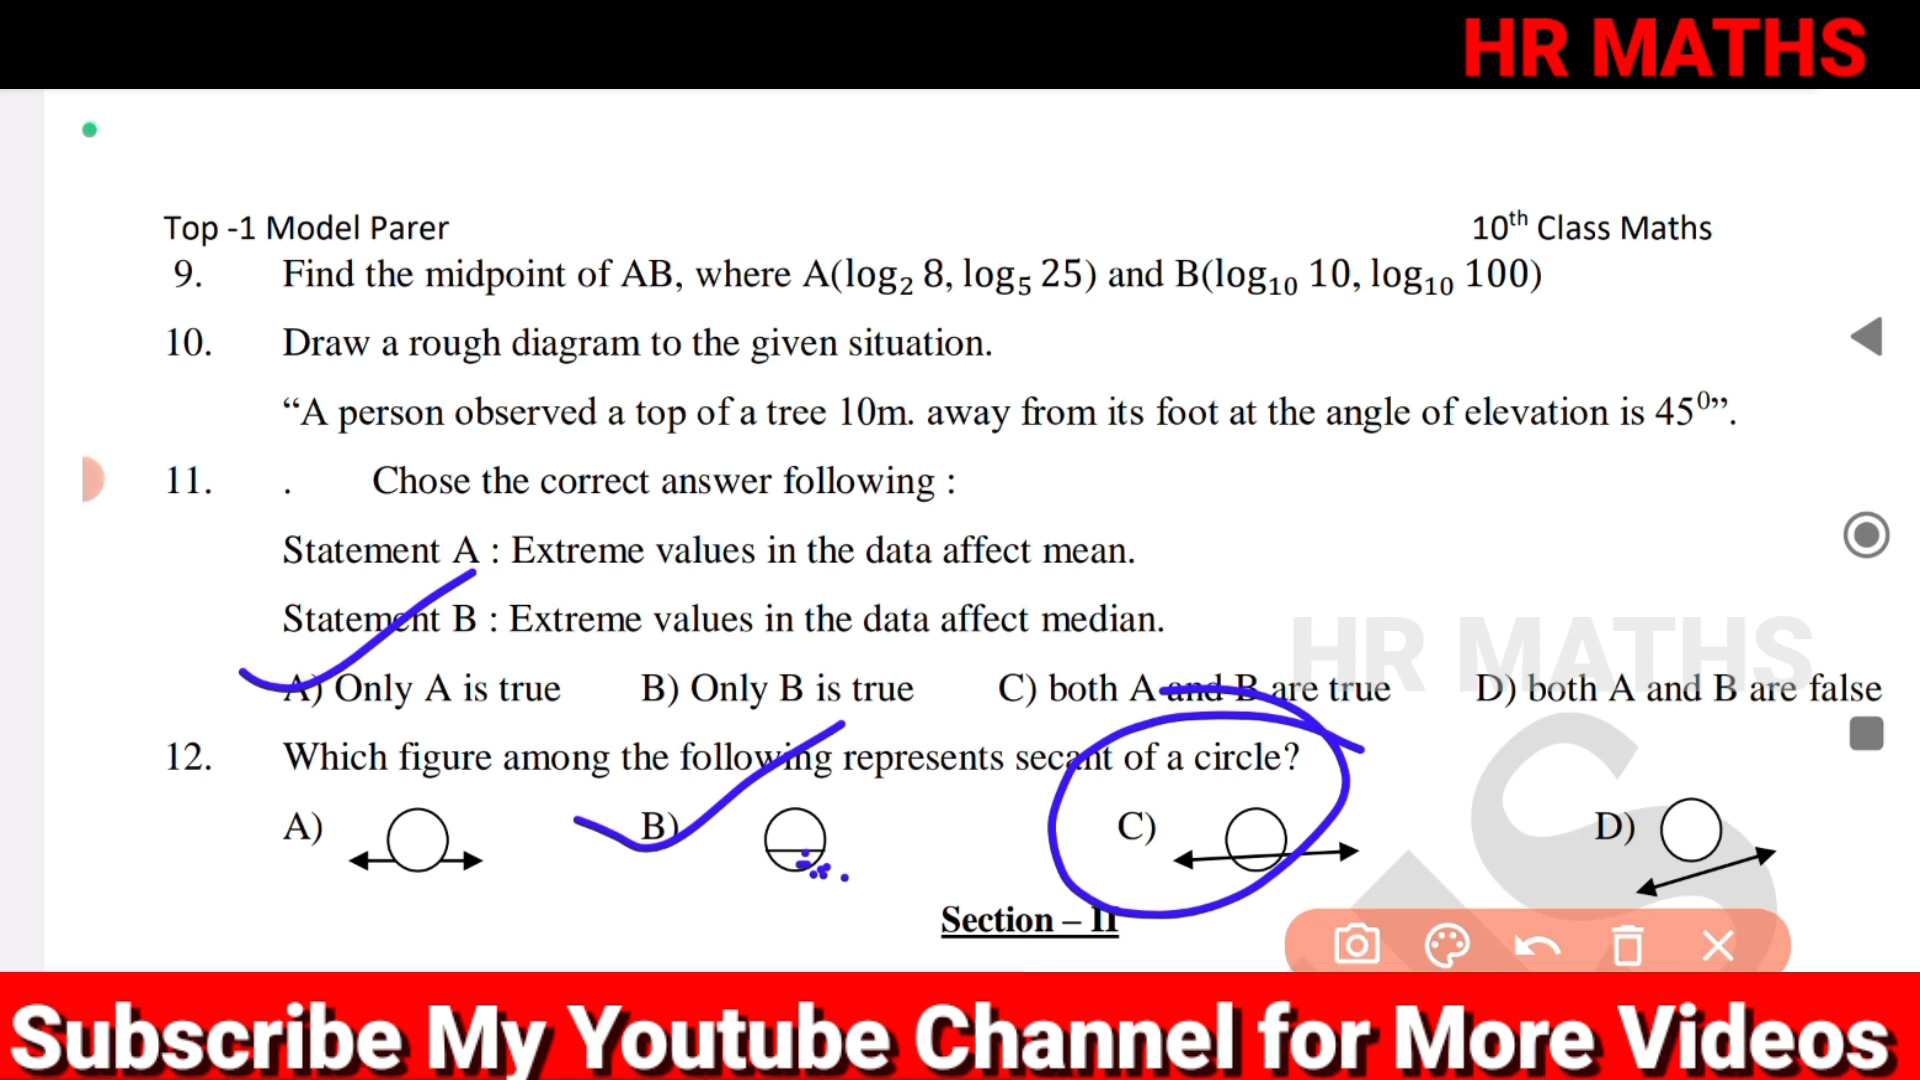 HR MATHS
Top -1 Model Parer 10th Class Maths
9. Find the midpoint of AB, where A(log₂ 8, log₅ 25) and B(log₁₀ 10, log₁₀ 100)
10. Draw a rough diagram to the given situation.
“A person observed a top of a tree 10m. away from its foot at the angle of elevation is 45⁰”.
11. . Chose the correct answer following :
Statement A : Extreme values in the data affect mean.
Statement B : Extreme values in the data affect median.
HR MATHS
A) Only A is true B) Only B is true C) both A and B are true D) both A and B are false
12. Which figure among the following represents secant of a circle?
A) B) C) D)
Section – II
Subscribe My Youtube Channel for More Videos